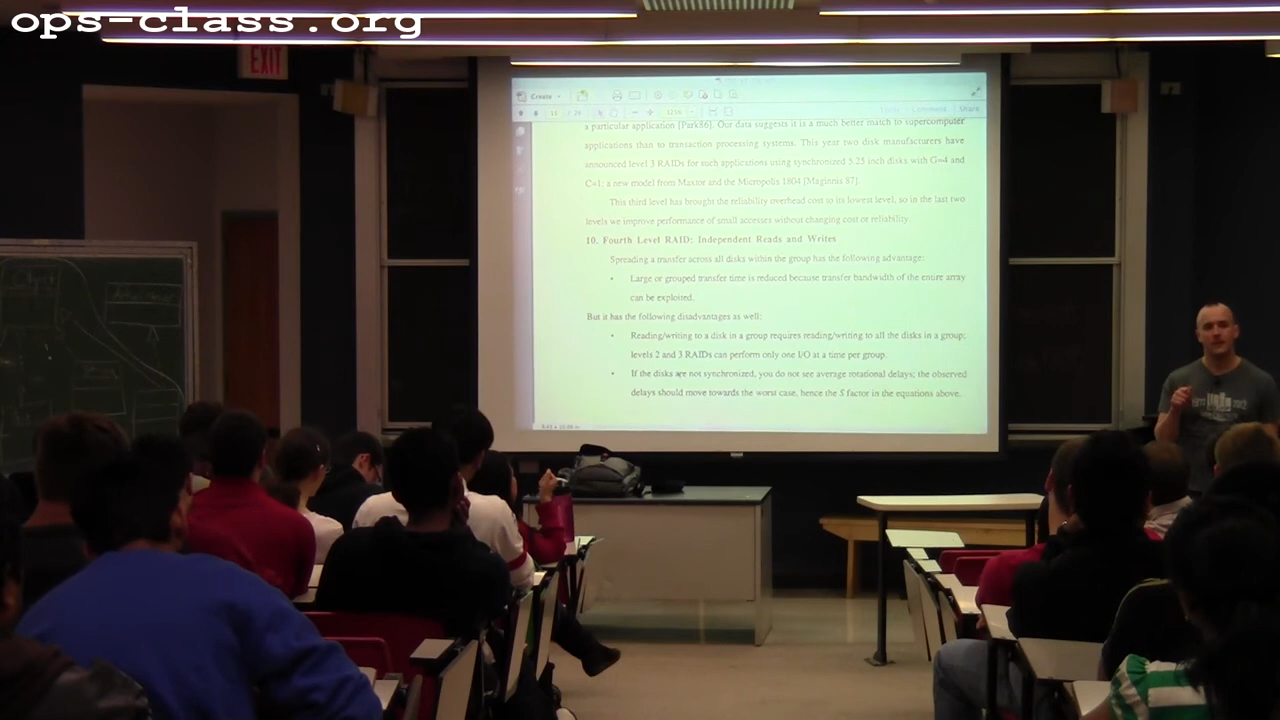 ops-class.org
EXIT
Create
Tools Comment Share
a particular application [Park86]. Our data suggests it is a much better match to supercomputer
applications than to transaction processing systems. This year two disk manufacturers have
announced level 3 RAIDs for such applications using synchronized 5.25 inch disks with G=4 and
C=1: a new model from Maxtor and the Micropolis 1804 [Maginnis 87].
This third level has brought the reliability overhead cost to its lowest level, so in the last two
levels we improve performance of small accesses without changing cost or reliability.
10. Fourth Level RAID: Independent Reads and Writes
Spreading a transfer across all disks within the group has the following advantage:
• Large or grouped transfer time is reduced because transfer bandwidth of the entire array
can be exploited.
But it has the following disadvantages as well:
• Reading/writing to a disk in a group requires reading/writing to all the disks in a group;
levels 2 and 3 RAIDs can perform only one I/O at a time per group.
• If the disks are not synchronized, you do not see average rotational delays; the observed
delays should move towards the worst case, hence the S factor in the equations above.